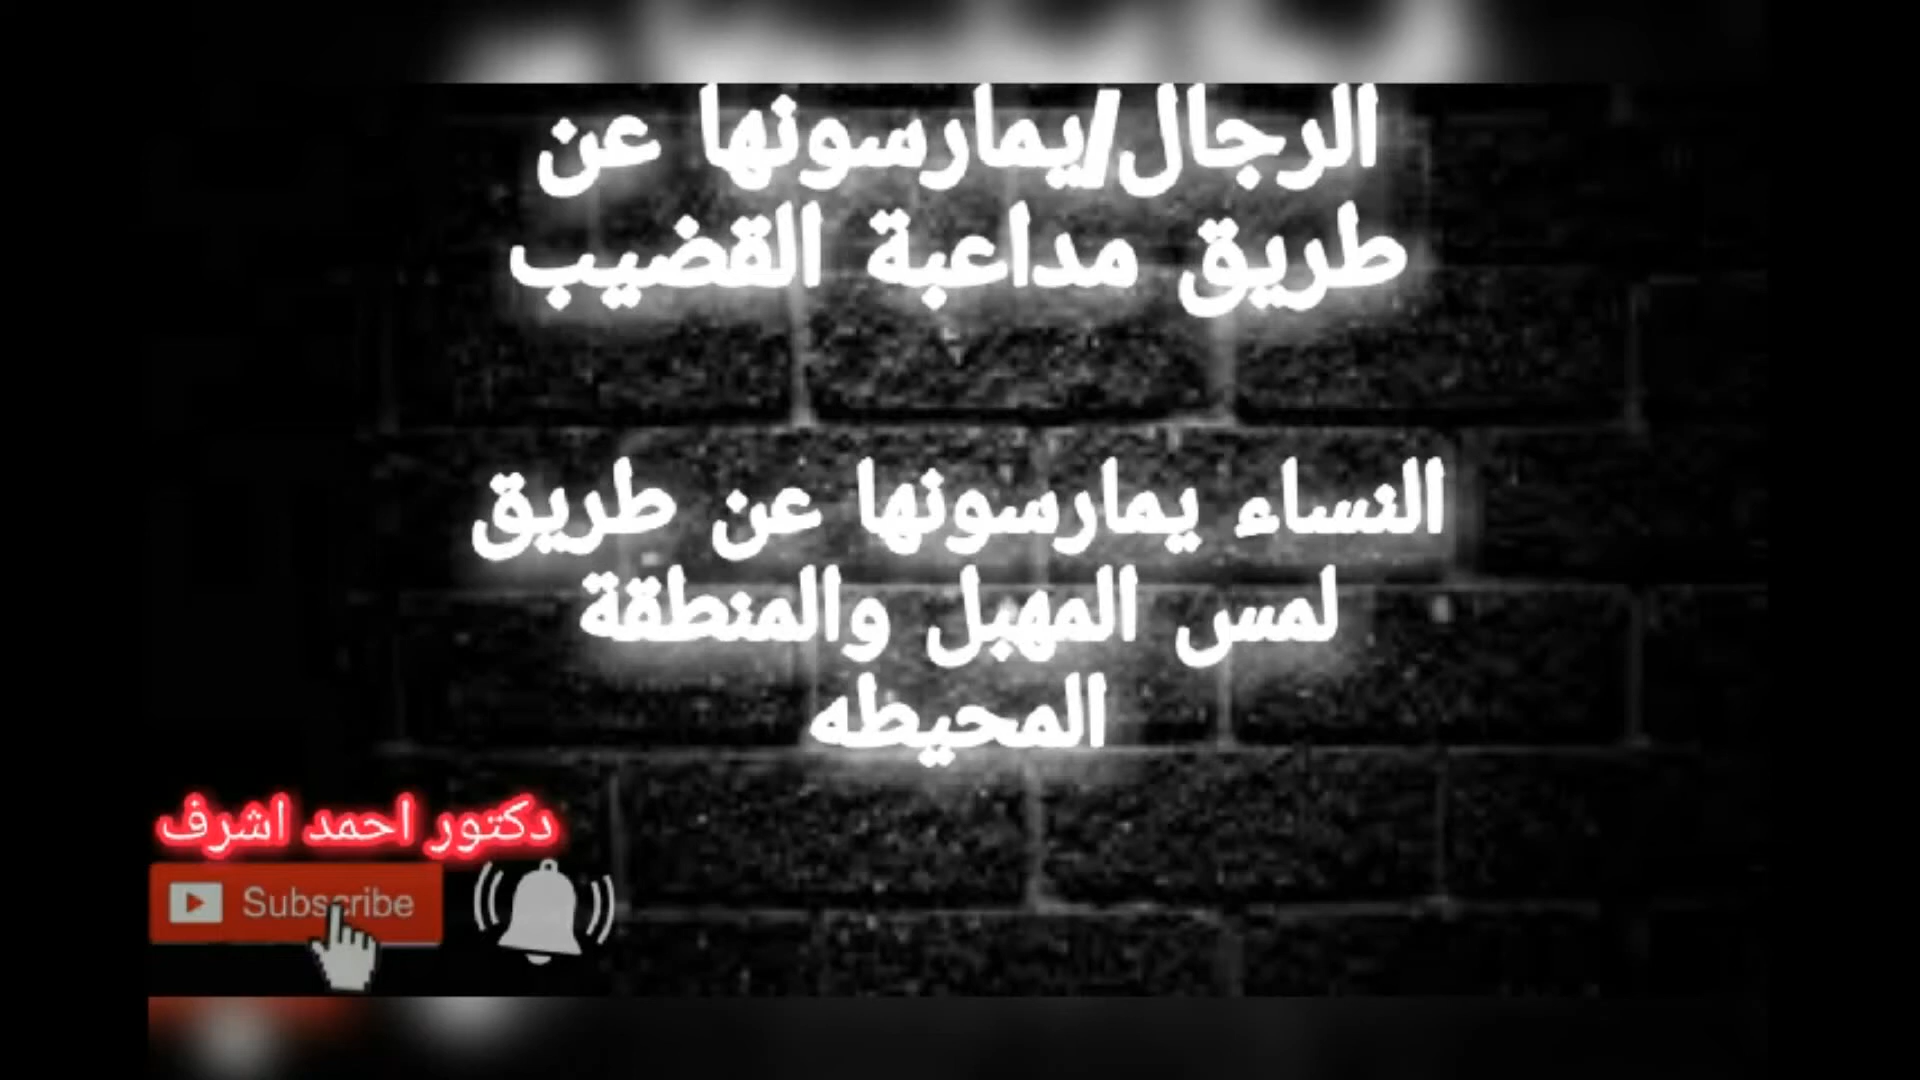 الرجال/يمارسونها عن
طريق مداعبة القضيب
النساء يمارسونها عن طريق
لمس المهبل والمنطقة
المحيطه
دكتور احمد اشرف
Subscribe